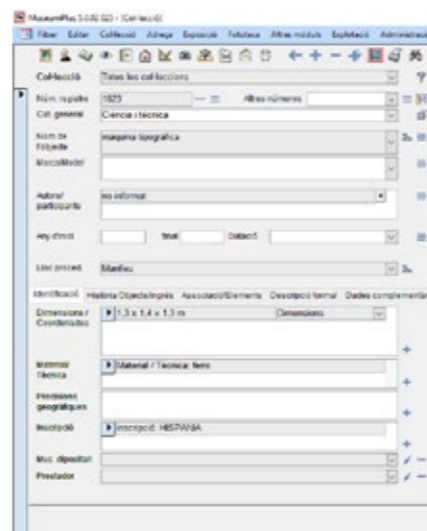 MuseumPlus
Fitxer Editar Col·lecció Adreça Exposició Fototeca Altres mòduls Explotació Administració
Col·lecció Totes les col·leccions
Núm. registre 1623 Altres números
Cat. general Ciència i tècnica
Nom de l'objecte màquina tipogràfica
Marca/Model
Autors/ participants no informat
Any d'inici final Datació
Lloc proced. Manlleu
Identificació Història Objecte/Ingrés Associació/Elements Descripció formal Dades complementàries
Dimensions / Coordenades 1,3 x 1,4 x 1,3 m Dimensions
Material/ Tècnica Material / Tècnica: ferro
Precisions geogràfiques
Inscripció inscripció: HISPANIA
Mus. dipositari
Prestador